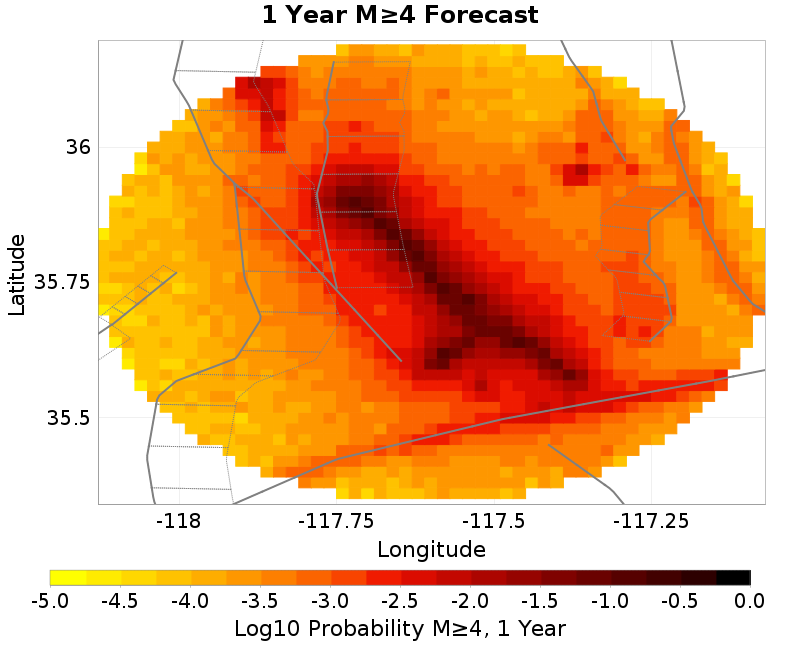 1 Year M≥4 Forecast
36
35.75
35.5
Latitude
-118 -117.75 -117.5 -117.25
Longitude
-5.0 -4.5 -4.0 -3.5 -3.0 -2.5 -2.0 -1.5 -1.0 -0.5 0.0
Log10 Probability M≥4, 1 Year